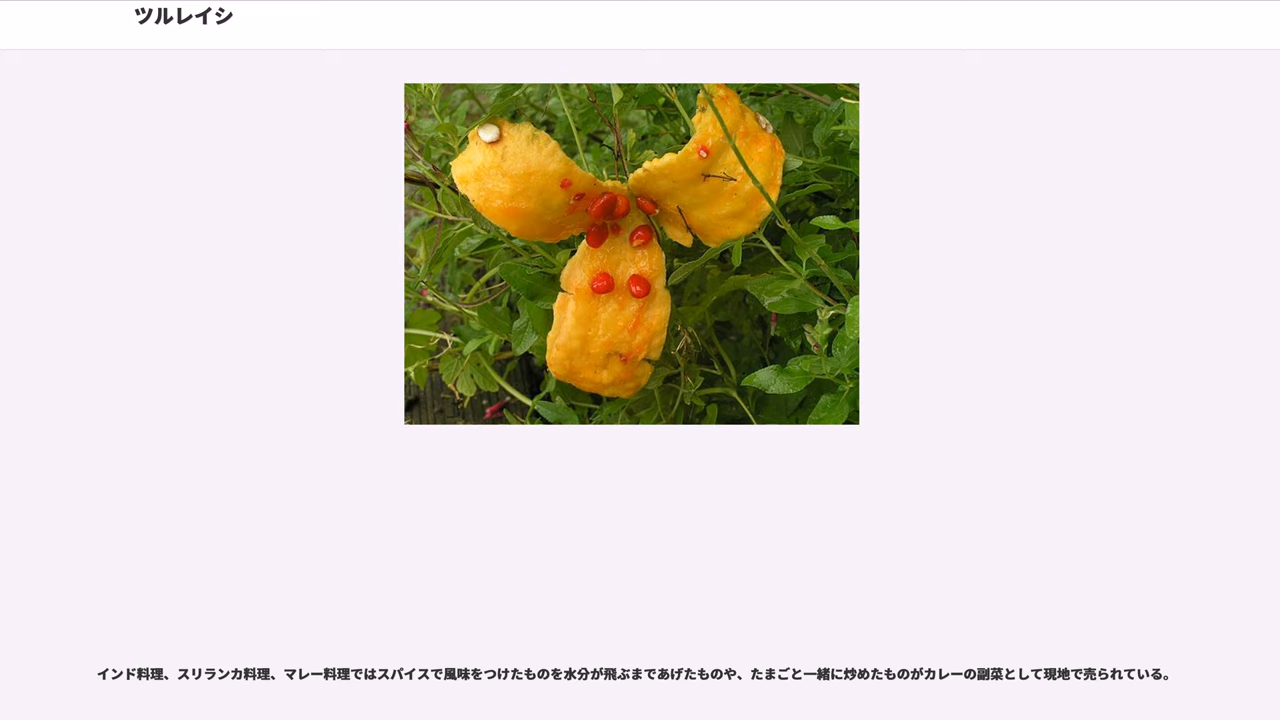 ツルレイシ
インド料理、スリランカ料理、マレー料理ではスパイスで風味をつけたものを水分が飛ぶまであげたものや、たまごと一緒に炒めたものがカレーの副菜として現地で売られている。